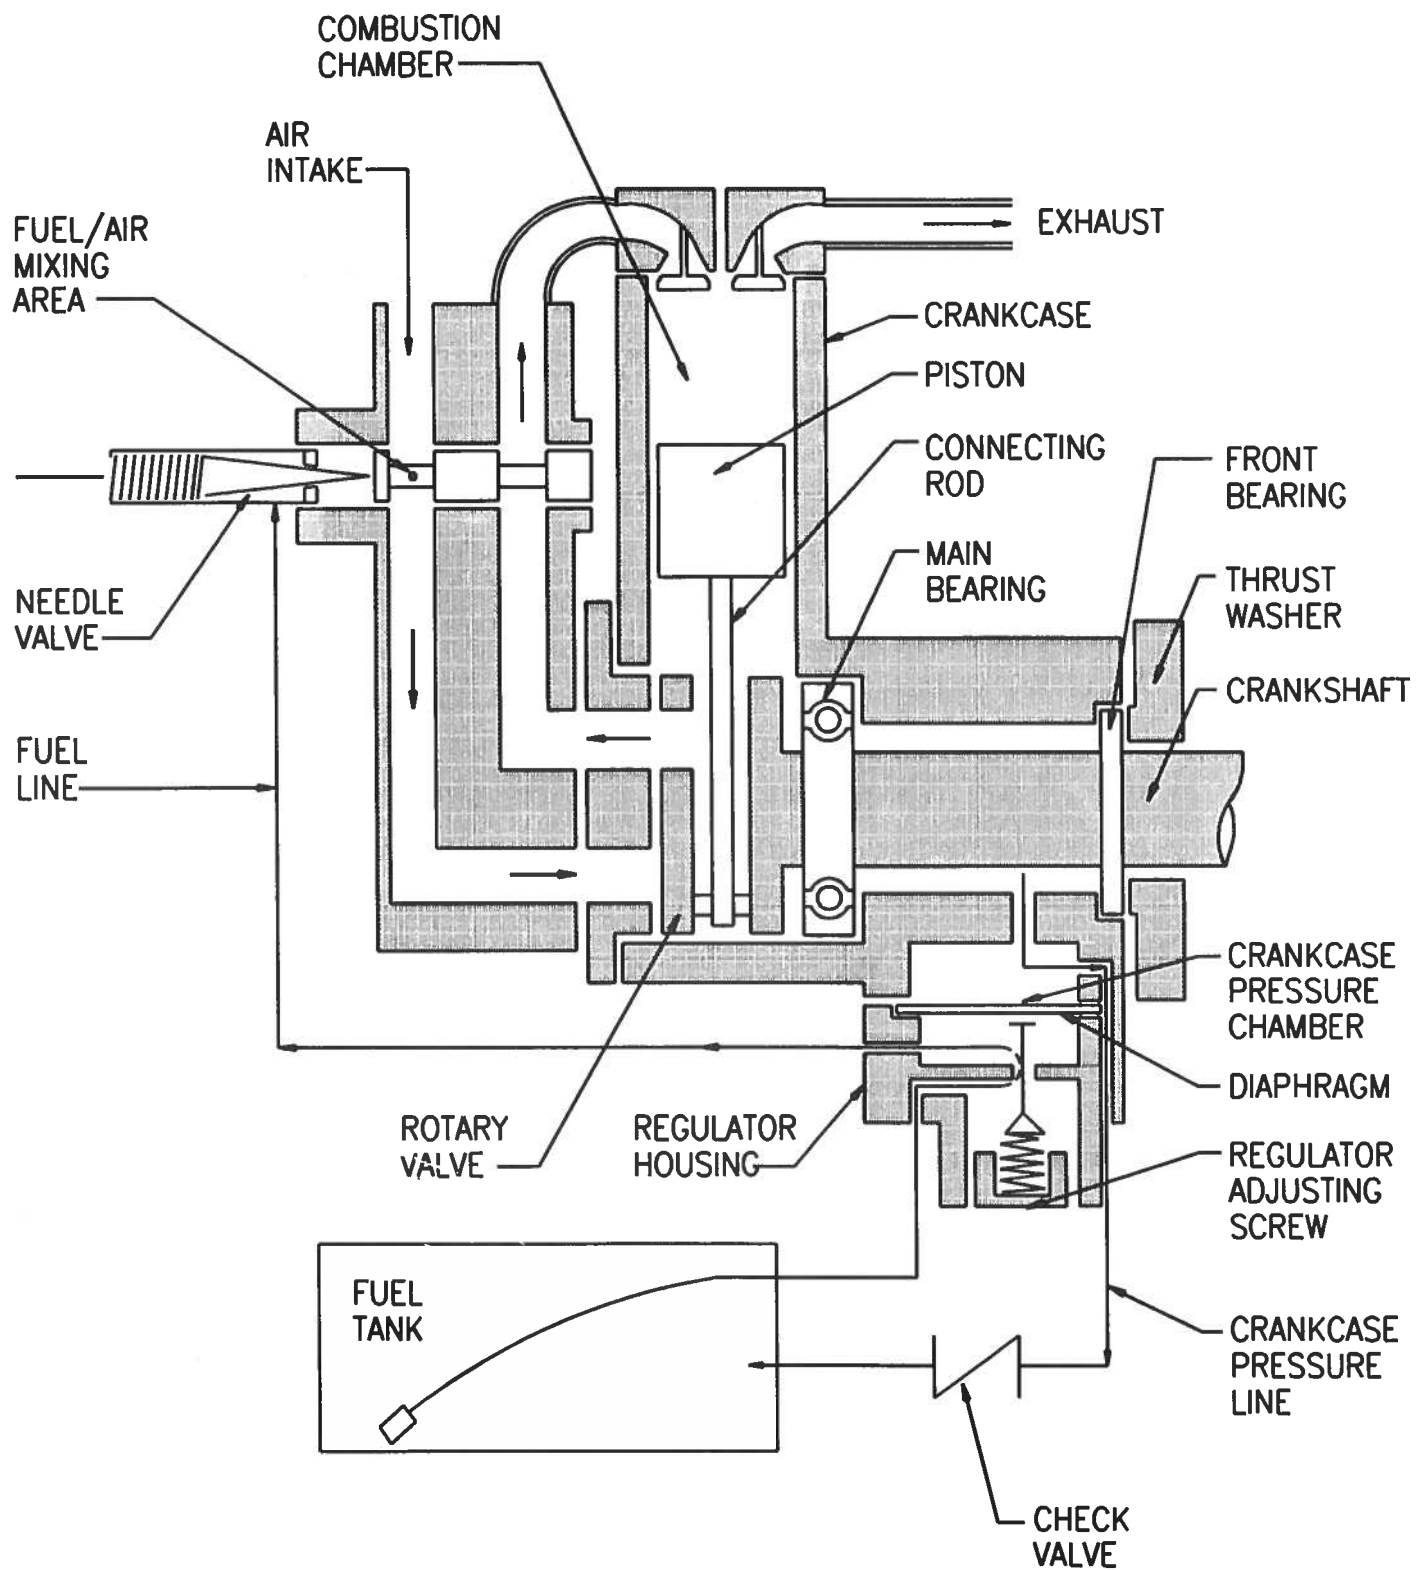 COMBUSTION
CHAMBER
AIR
INTAKE
FUEL/AIR
MIXING
AREA
EXHAUST
CRANKCASE
PISTON
CONNECTING
ROD
FRONT
BEARING
MAIN
BEARING
THRUST
WASHER
NEEDLE
VALVE
CRANKSHAFT
FUEL
LINE
CRANKCASE
PRESSURE
CHAMBER
DIAPHRAGM
ROTARY
VALVE
REGULATOR
HOUSING
REGULATOR
ADJUSTING
SCREW
FUEL
TANK
CRANKCASE
PRESSURE
LINE
CHECK
VALVE